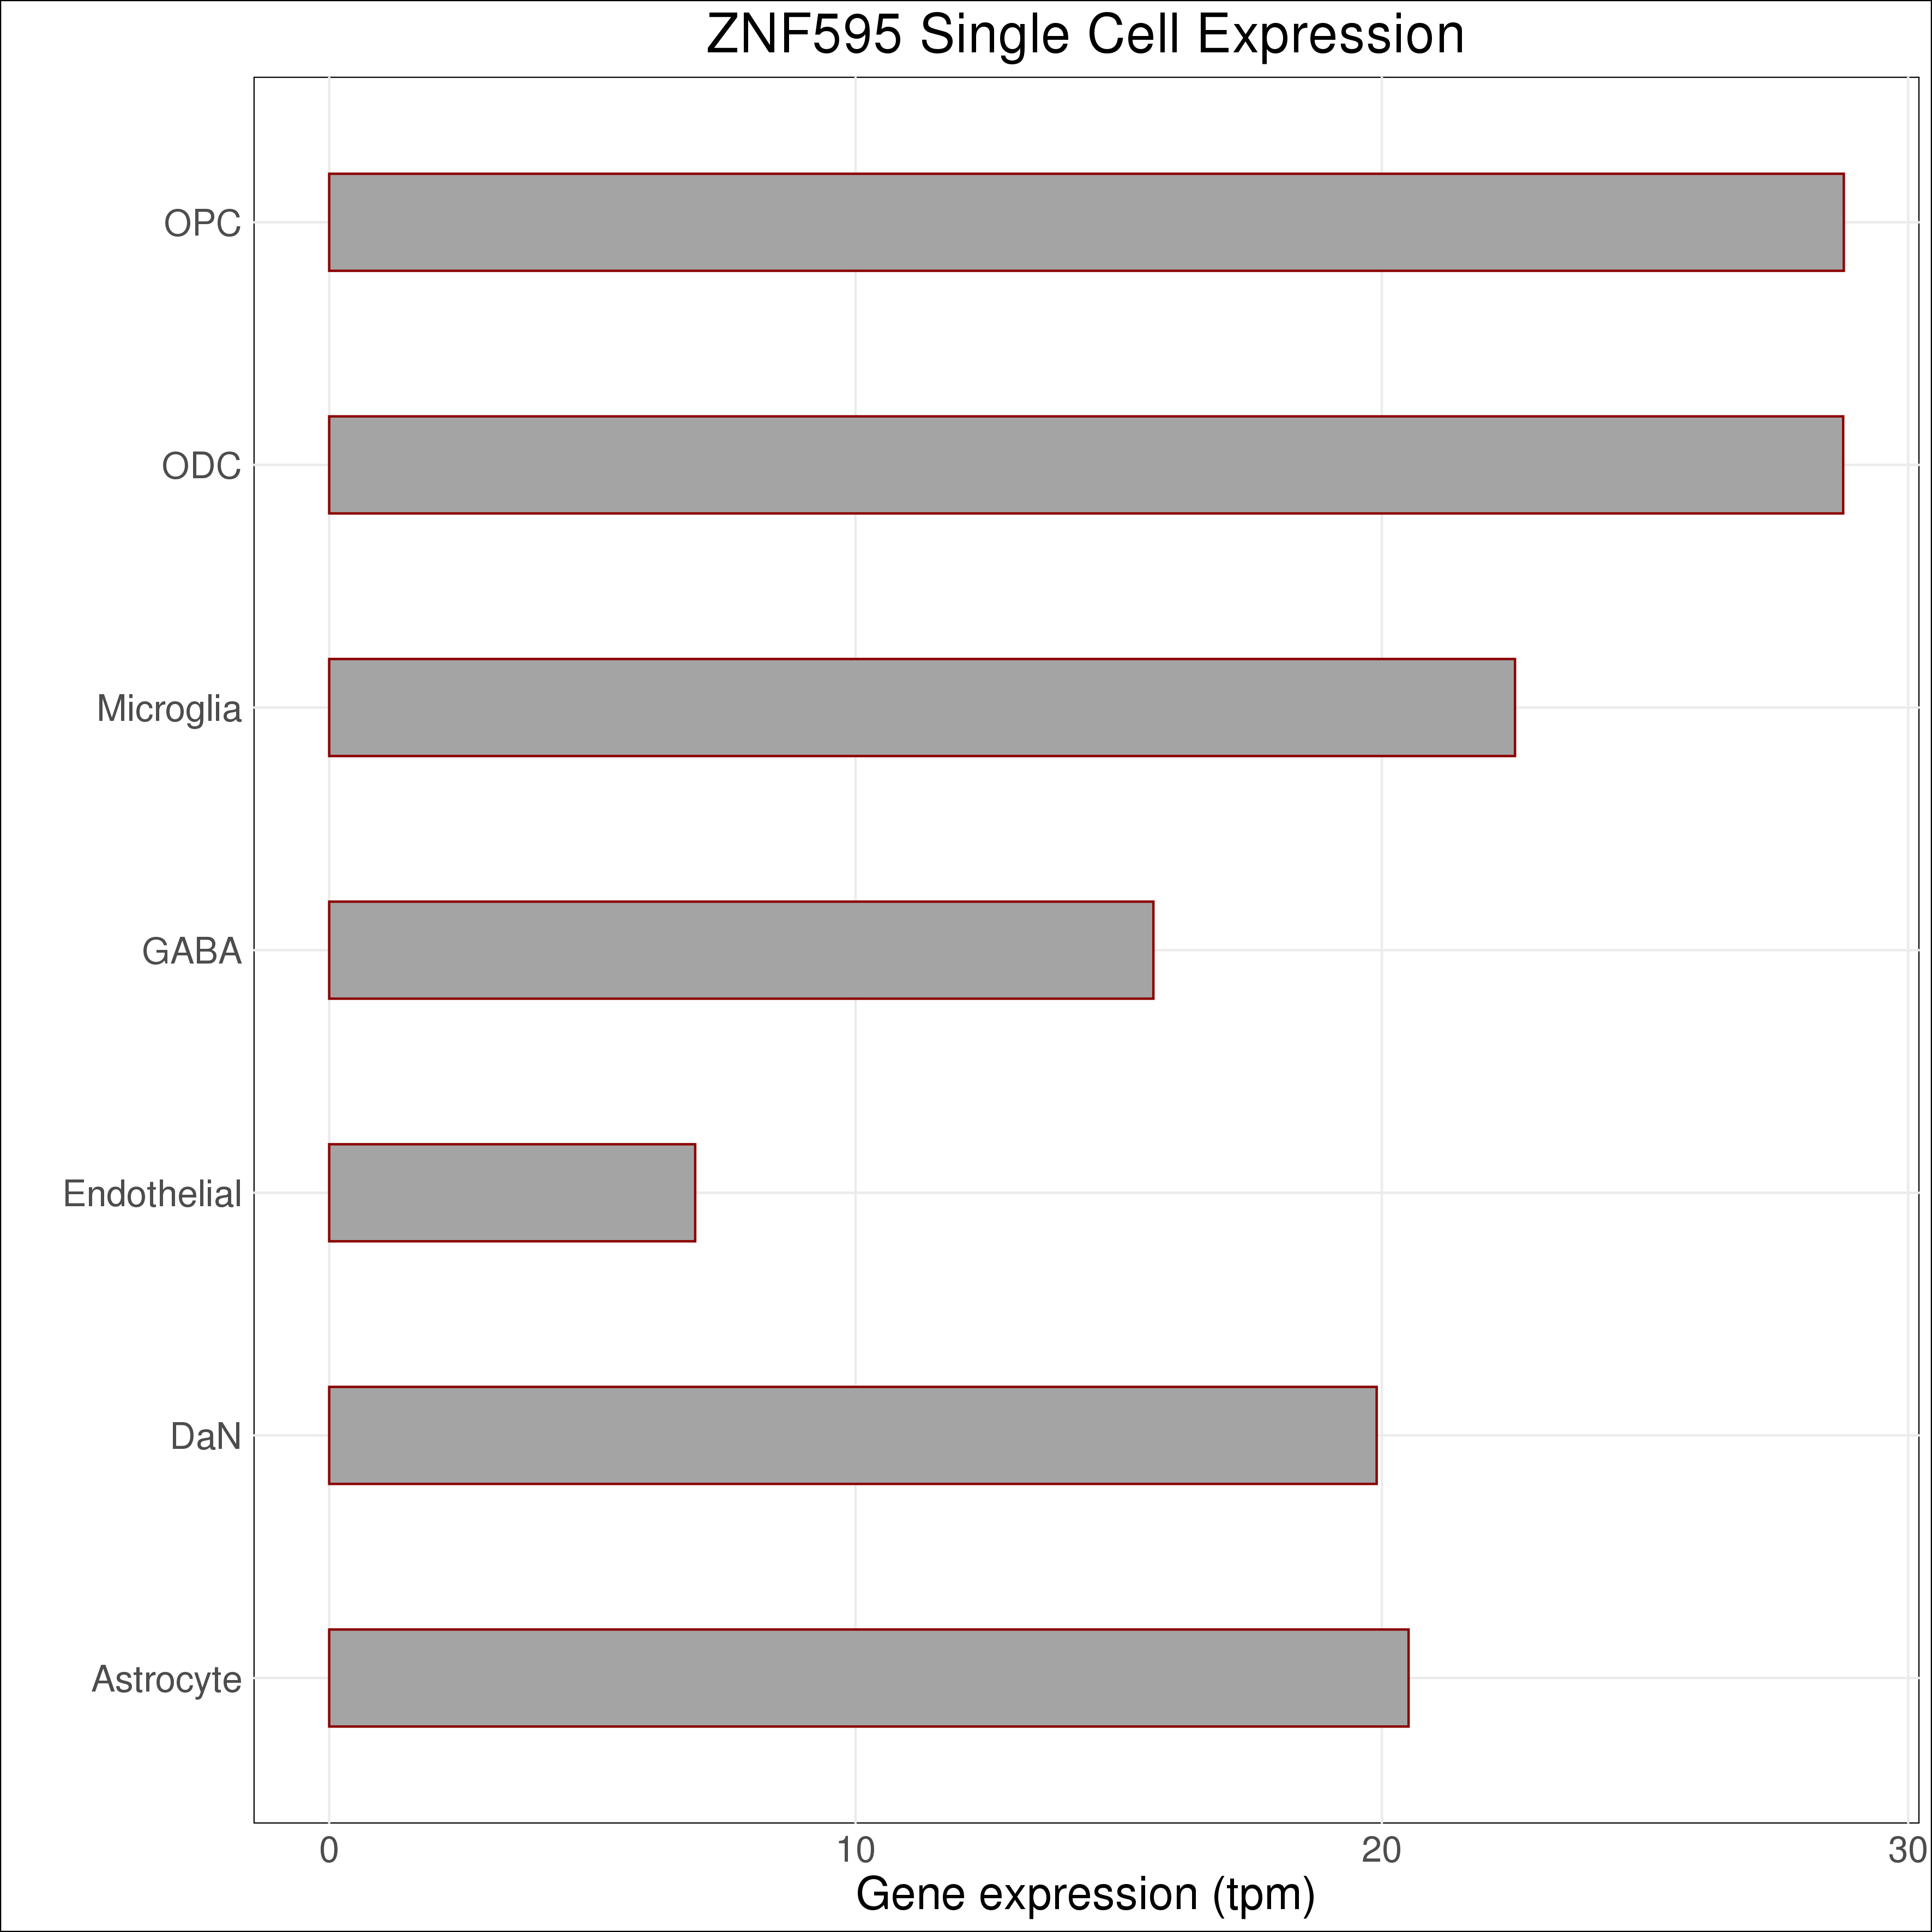 ZNF595 Single Cell Expression
OPC
ODC
Microglia
GABA
Endothelial
DaN
Astrocyte
0 10 20 30
Gene expression (tpm)